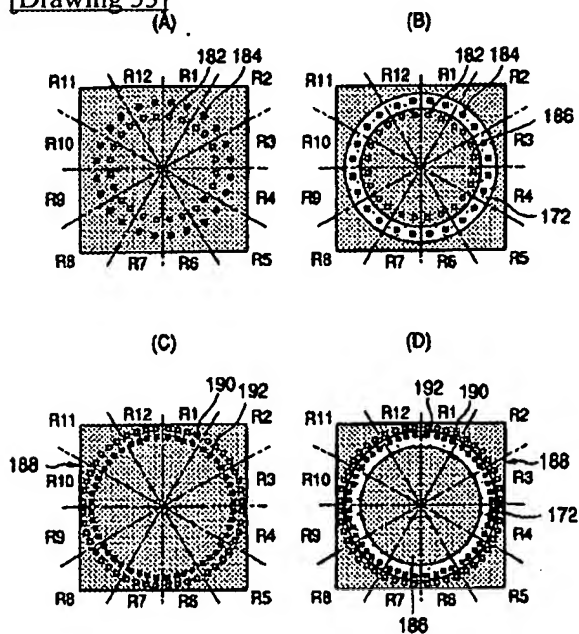 [Drawing 55]
(A)
182 184
R11 R12 R1 R2
R10 R3
R9 R4
R8 R7 R6 R5
(B)
182 184
R11 R12 R1 R2
186
R10 R3
R9 R4
172
R8 R7 R6 R5
(C)
190 192
R11 R12 R1 R2
188
R10 R3
R9 R4
R8 R7 R6 R5
(D)
192 190
R11 R12 R1 R2
188
R10 R3
172
R9 R4
R8 R7 R6 R5
186